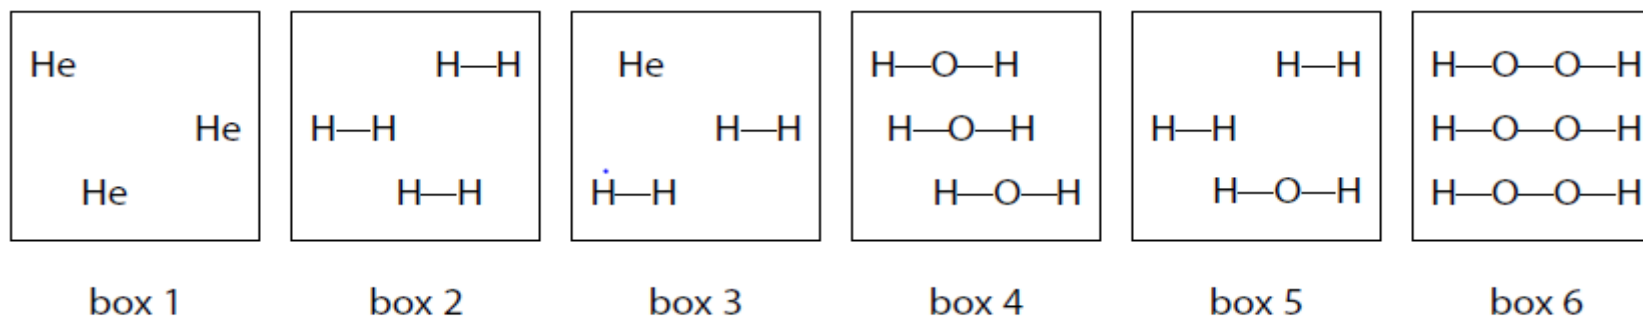 He
He
He
box 1
H—H
H—H
H—H
box 2
He
H—H
H—H
box 3
H—O—H
H—O—H
H—O—H
box 4
H—H
H—H
H—O—H
box 5
H—O—O—H
H—O—O—H
H—O—O—H
box 6